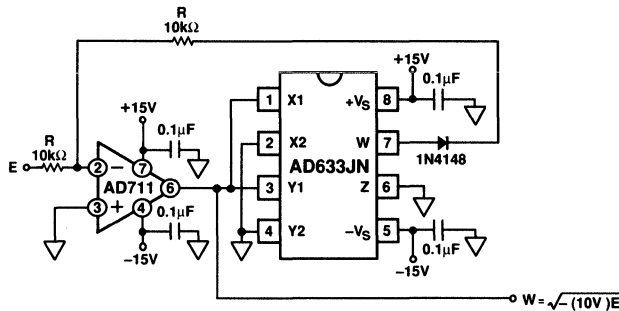 R
10kΩ
+15V
0.1µF
1 X1
+VS 8
+15V
0.1µF
R
10kΩ
E
2 −
7
AD711
6
3 +
4
0.1µF
−15V
2 X2
W 7
1N4148
AD633JN
3 Y1
Z 6
4 Y2
−VS 5
0.1µF
−15V
W = √−(10V)E